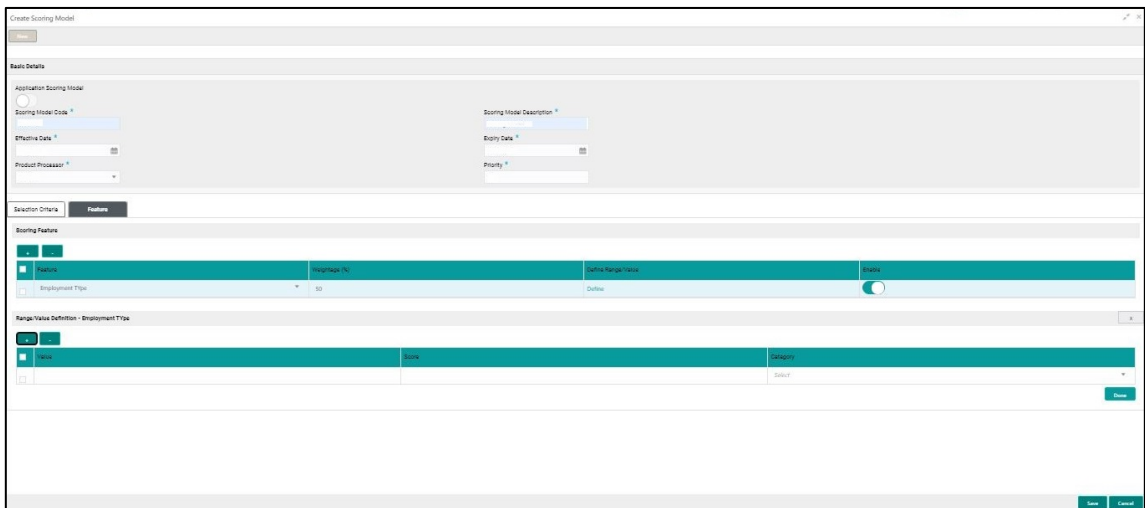 Create Scoring Model
New
Basic Details
Application Scoring Model
Scoring Model Code * Scoring Model Description *
Effective Date * Expiry Date *
Product Processor * Priority *
Selection Criteria Feature
Scoring Feature
+ -
Feature Weightage (%) Define Range/Value Enable
Employment TYpe 50 Define
Range/Value Definition - Employment TYpe x
+ -
Value Score Category
Select
Done
Save Cancel